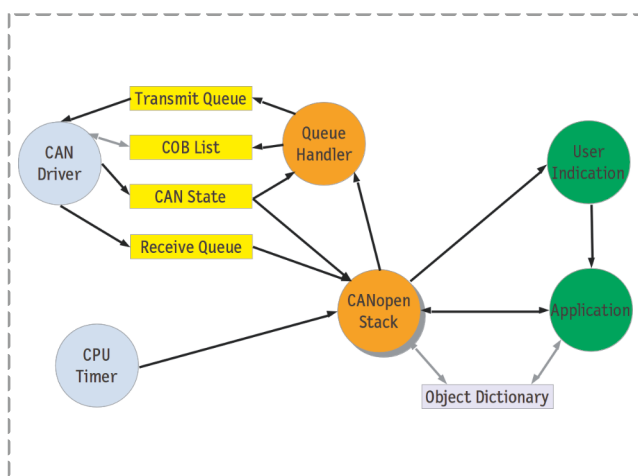 Transmit Queue
COB List
CAN State
Receive Queue
CAN
Driver
Queue
Handler
User
Indication
CANopen
Stack
Application
CPU
Timer
Object Dictionary